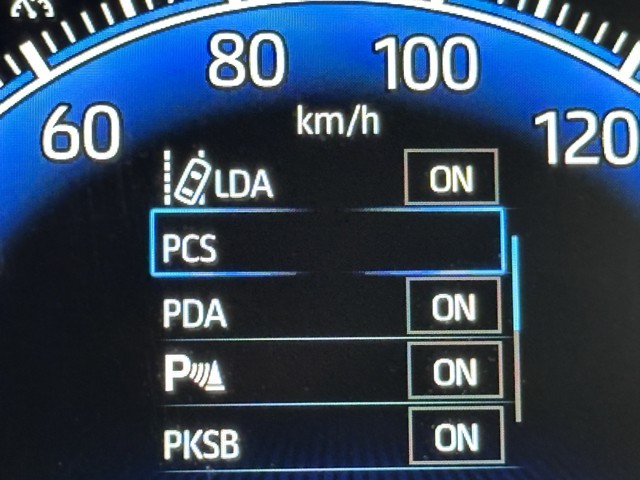 80 100
60 km/h 120
LDA ON
PCS
PDA ON
P ON
PKSB ON